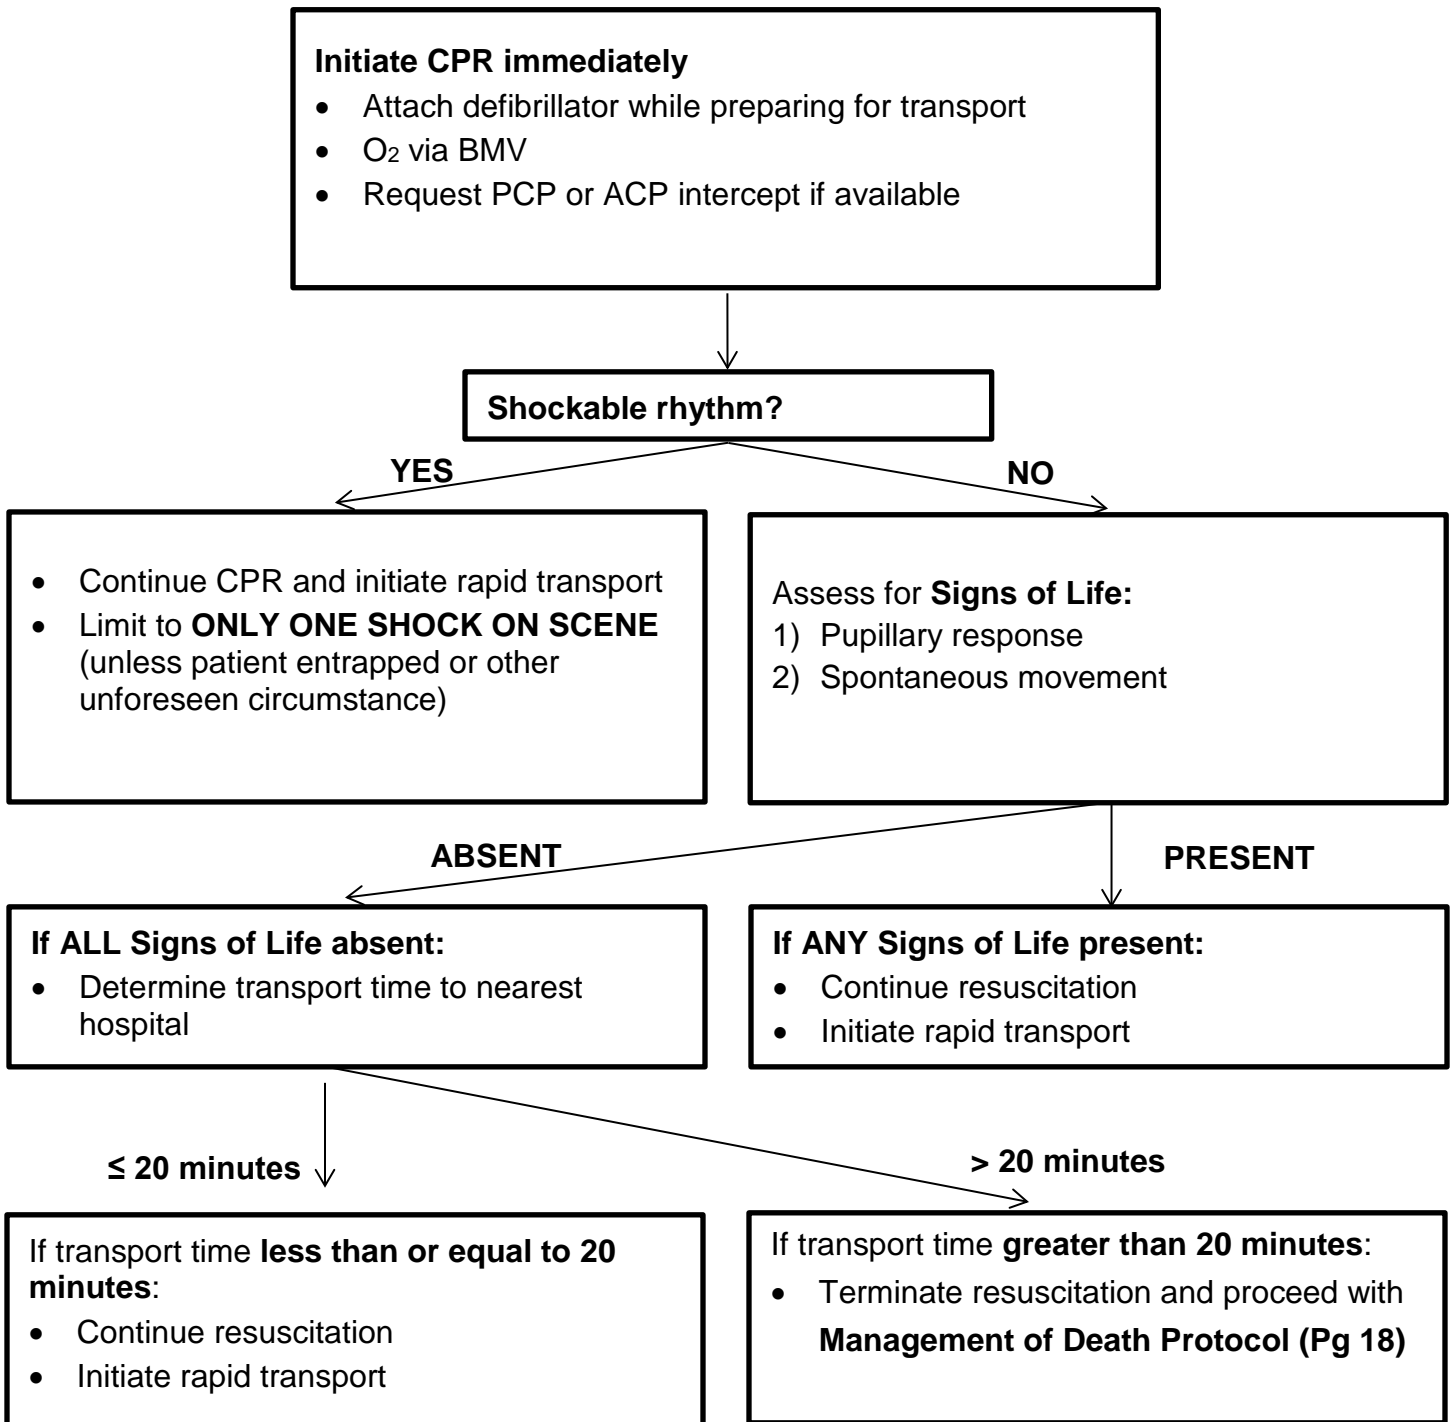 Initiate CPR immediately
• Attach defibrillator while preparing for transport
• O2 via BMV
• Request PCP or ACP intercept if available
Shockable rhythm?
YES
NO
• Continue CPR and initiate rapid transport
• Limit to ONLY ONE SHOCK ON SCENE
(unless patient entrapped or other
unforeseen circumstance)
Assess for Signs of Life:
1) Pupillary response
2) Spontaneous movement
ABSENT
PRESENT
If ALL Signs of Life absent:
• Determine transport time to nearest
hospital
If ANY Signs of Life present:
• Continue resuscitation
• Initiate rapid transport
≤ 20 minutes
> 20 minutes
If transport time less than or equal to 20
minutes:
• Continue resuscitation
• Initiate rapid transport
If transport time greater than 20 minutes:
• Terminate resuscitation and proceed with
Management of Death Protocol (Pg 18)